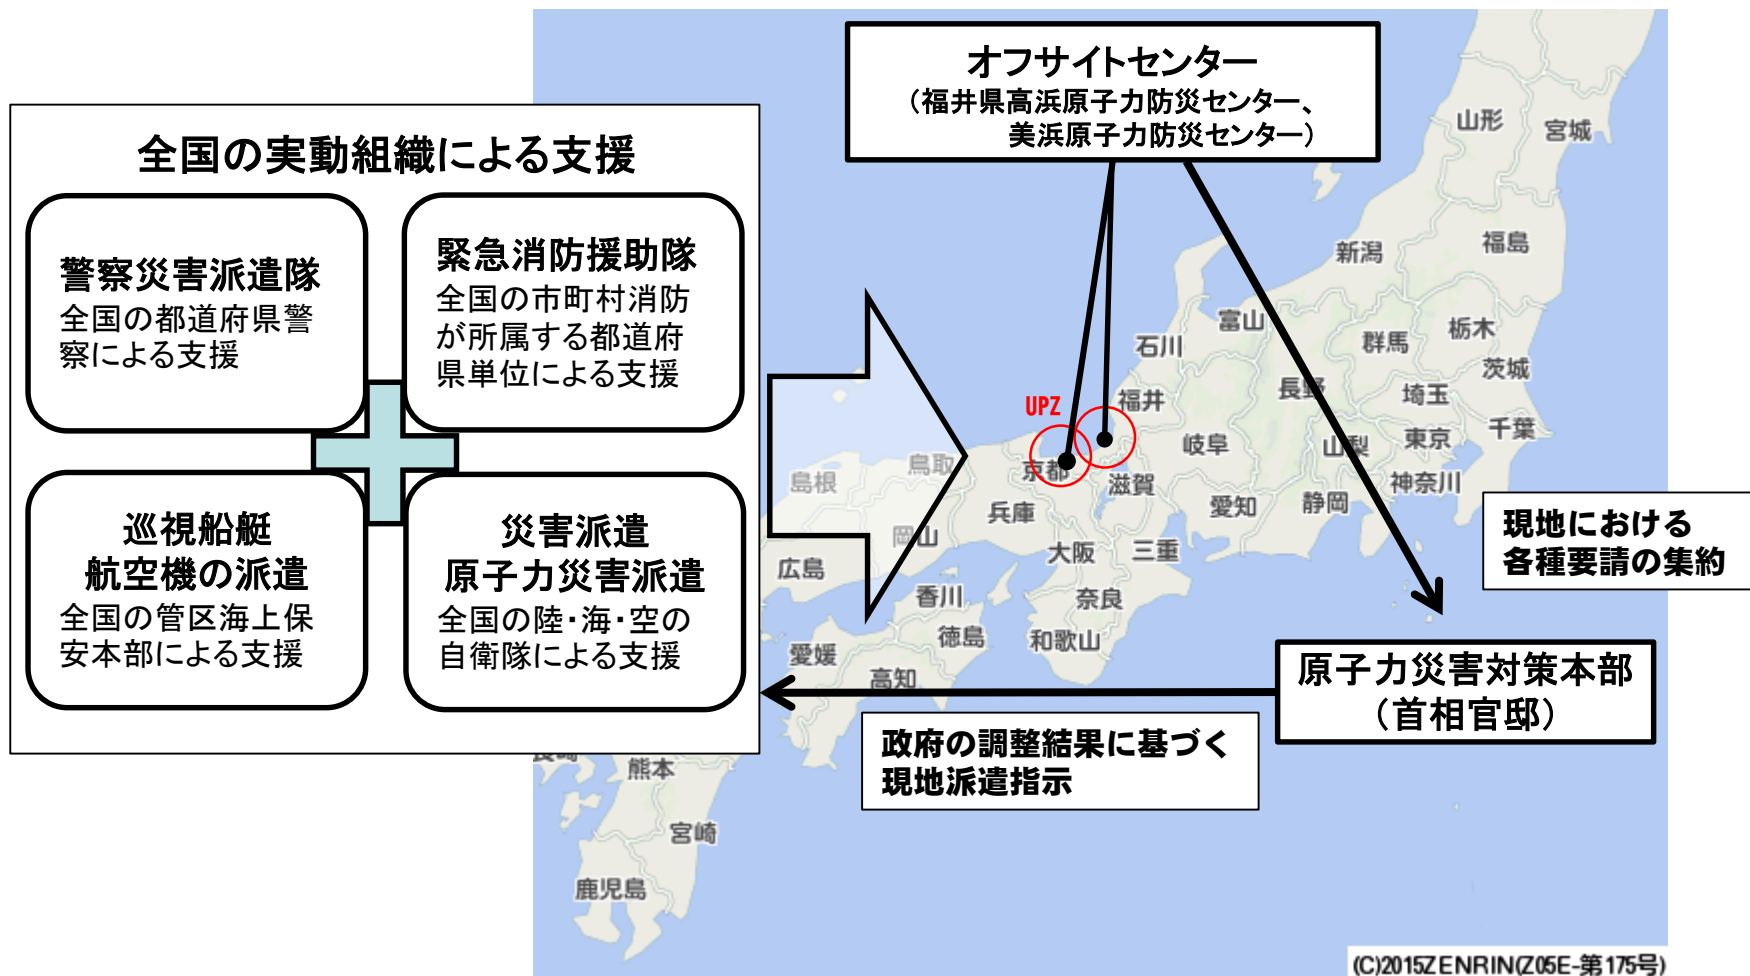 オフサイトセンター
（福井県高浜原子力防災センター、
美浜原子力防災センター）
全国の実動組織による支援
警察災害派遣隊
全国の都道府県警
察による支援
緊急消防援助隊
全国の市町村消防
が所属する都道府
県単位による支援
巡視船艇
航空機の派遣
全国の管区海上保
安本部による支援
災害派遣
原子力災害派遣
全国の陸・海・空の
自衛隊による支援
山形
宮城
福島
新潟
富山
石川
群馬
栃木
茨城
長野
埼玉
福井
UPZ
千葉
東京
山梨
岐阜
神奈川
京都
鳥取
島根
滋賀
静岡
愛知
兵庫
岡山
大阪
三重
広島
香川
奈良
徳島
和歌山
愛媛
高知
現地における
各種要請の集約
原子力災害対策本部
（首相官邸）
政府の調整結果に基づく
現地派遣指示
長崎
熊本
宮崎
鹿児島
(C)2015ZENRIN(Z05E-第175号)